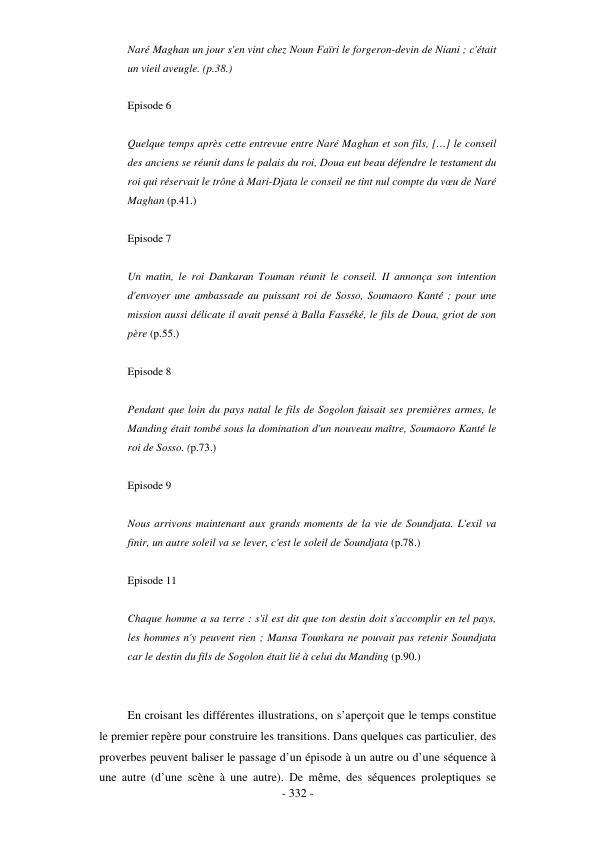 Naré Maghan un jour s'en vint chez Noun Faïri le forgeron-devin de Niani ; c'était
un vieil aveugle. (p.38.)
Episode 6
Quelque temps après cette entrevue entre Naré Maghan et son fils, […] le conseil
des anciens se réunit dans le palais du roi, Doua eut beau défendre le testament du
roi qui réservait le trône à Mari-Djata le conseil ne tint nul compte du vœu de Naré
Maghan (p.41.)
Episode 7
Un matin, le roi Dankaran Touman réunit le conseil. II annonça son intention
d'envoyer une ambassade au puissant roi de Sosso, Soumaoro Kanté ; pour une
mission aussi délicate il avait pensé à Balla Fasséké, le fils de Doua, griot de son
père (p.55.)
Episode 8
Pendant que loin du pays natal le fils de Sogolon faisait ses premières armes, le
Manding était tombé sous la domination d'un nouveau maître, Soumaoro Kanté le
roi de Sosso. (p.73.)
Episode 9
Nous arrivons maintenant aux grands moments de la vie de Soundjata. L'exil va
finir, un autre soleil va se lever, c'est le soleil de Soundjata (p.78.)
Episode 11
Chaque homme a sa terre : s'il est dit que ton destin doit s'accomplir en tel pays,
les hommes n'y peuvent rien ; Mansa Tounkara ne pouvait pas retenir Soundjata
car le destin du fils de Sogolon était lié à celui du Manding (p.90.)
En croisant les différentes illustrations, on s’aperçoit que le temps constitue
le premier repère pour construire les transitions. Dans quelques cas particulier, des
proverbes peuvent baliser le passage d’un épisode à un autre ou d’une séquence à
une autre (d’une scène à une autre). De même, des séquences proleptiques se
- 332 -